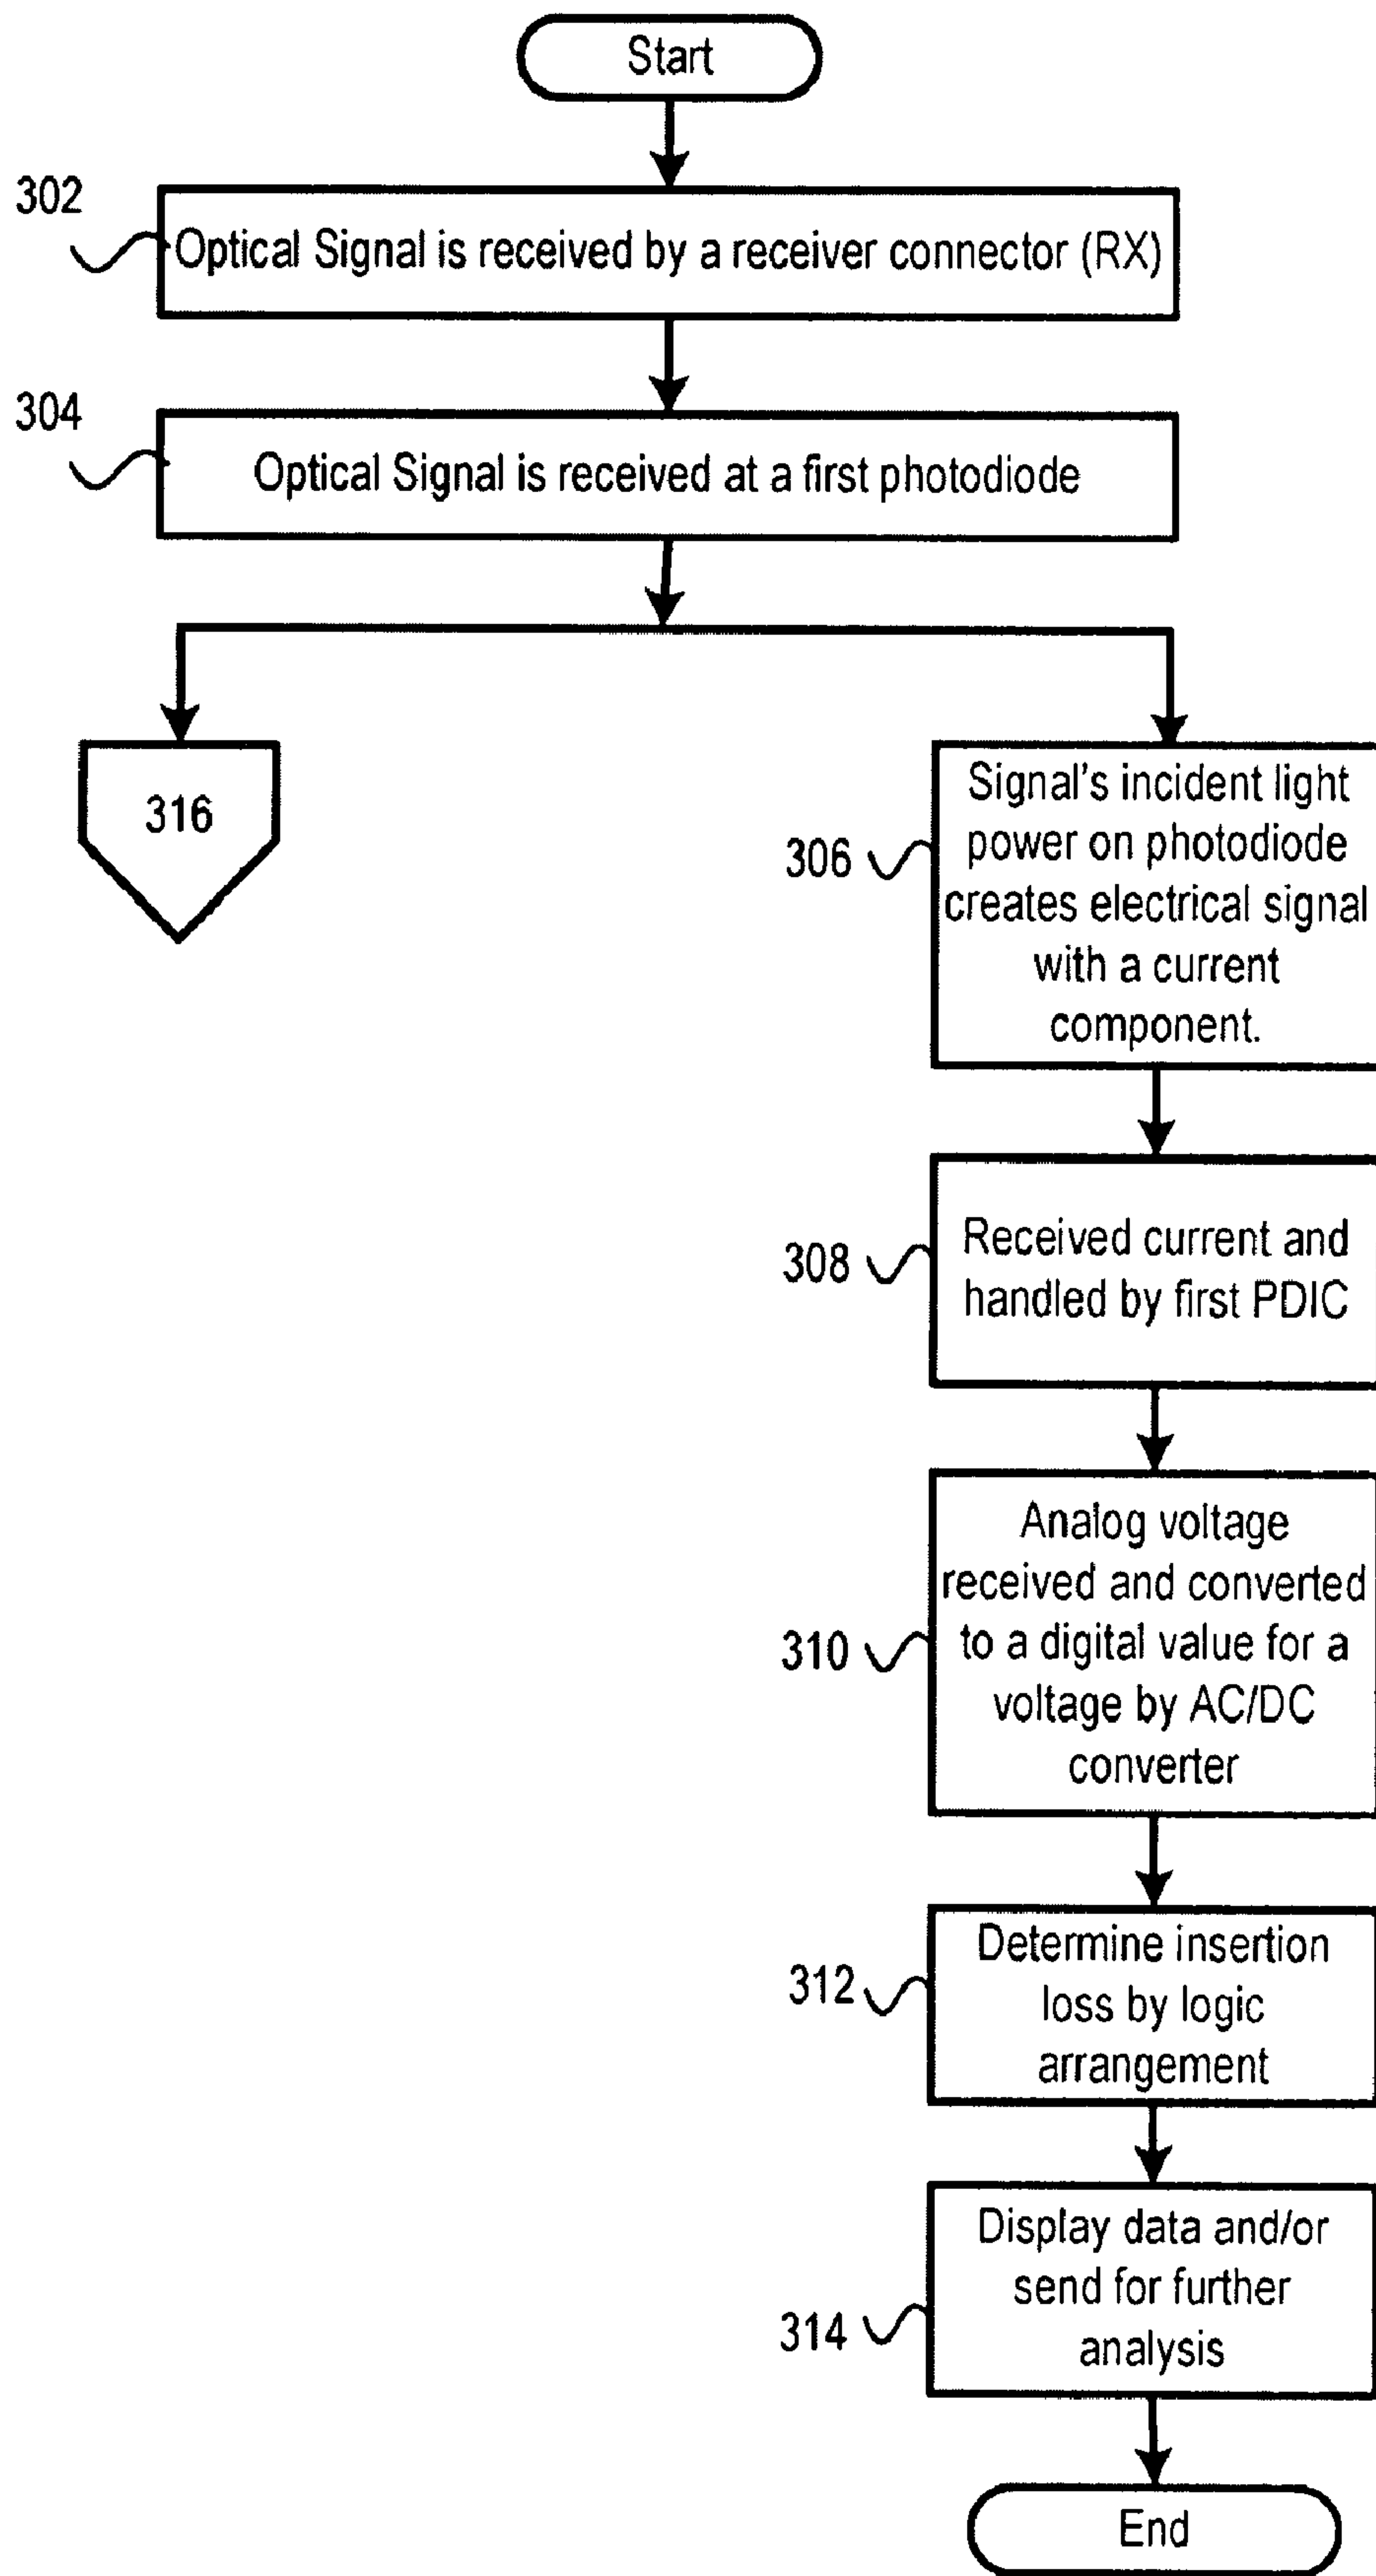 Start
302
Optical Signal is received by a receiver connector (RX)
304
Optical Signal is received at a first photodiode
316
306
Signal's incident light
power on photodiode
creates electrical signal
with a current
component.
308
Received current and
handled by first PDIC
310
Analog voltage
received and converted
to a digital value for a
voltage by AC/DC
converter
312
Determine insertion
loss by logic
arrangement
314
Display data and/or
send for further
analysis
End